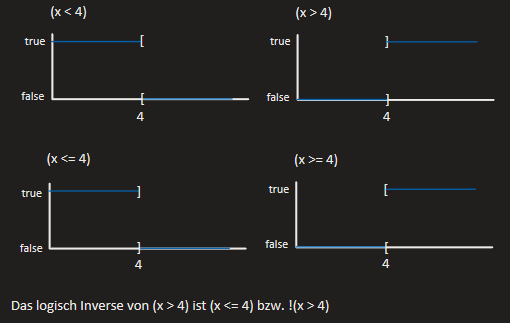 (x < 4)
true [
false [
4
(x > 4)
true ]
false ]
4
(x <= 4)
true ]
false ]
4
(x >= 4)
true [
false [
4
Das logisch Inverse von (x > 4) ist (x <= 4) bzw. !(x > 4)